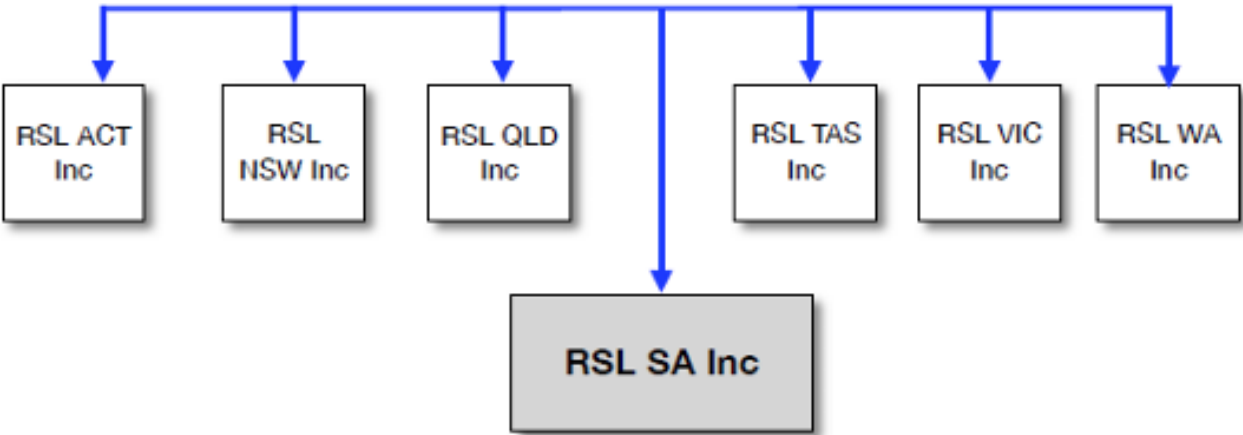 RSL ACT
Inc
RSL
NSW Inc
RSL QLD
Inc
RSL TAS
Inc
RSL VIC
Inc
RSL WA
Inc
RSL SA Inc